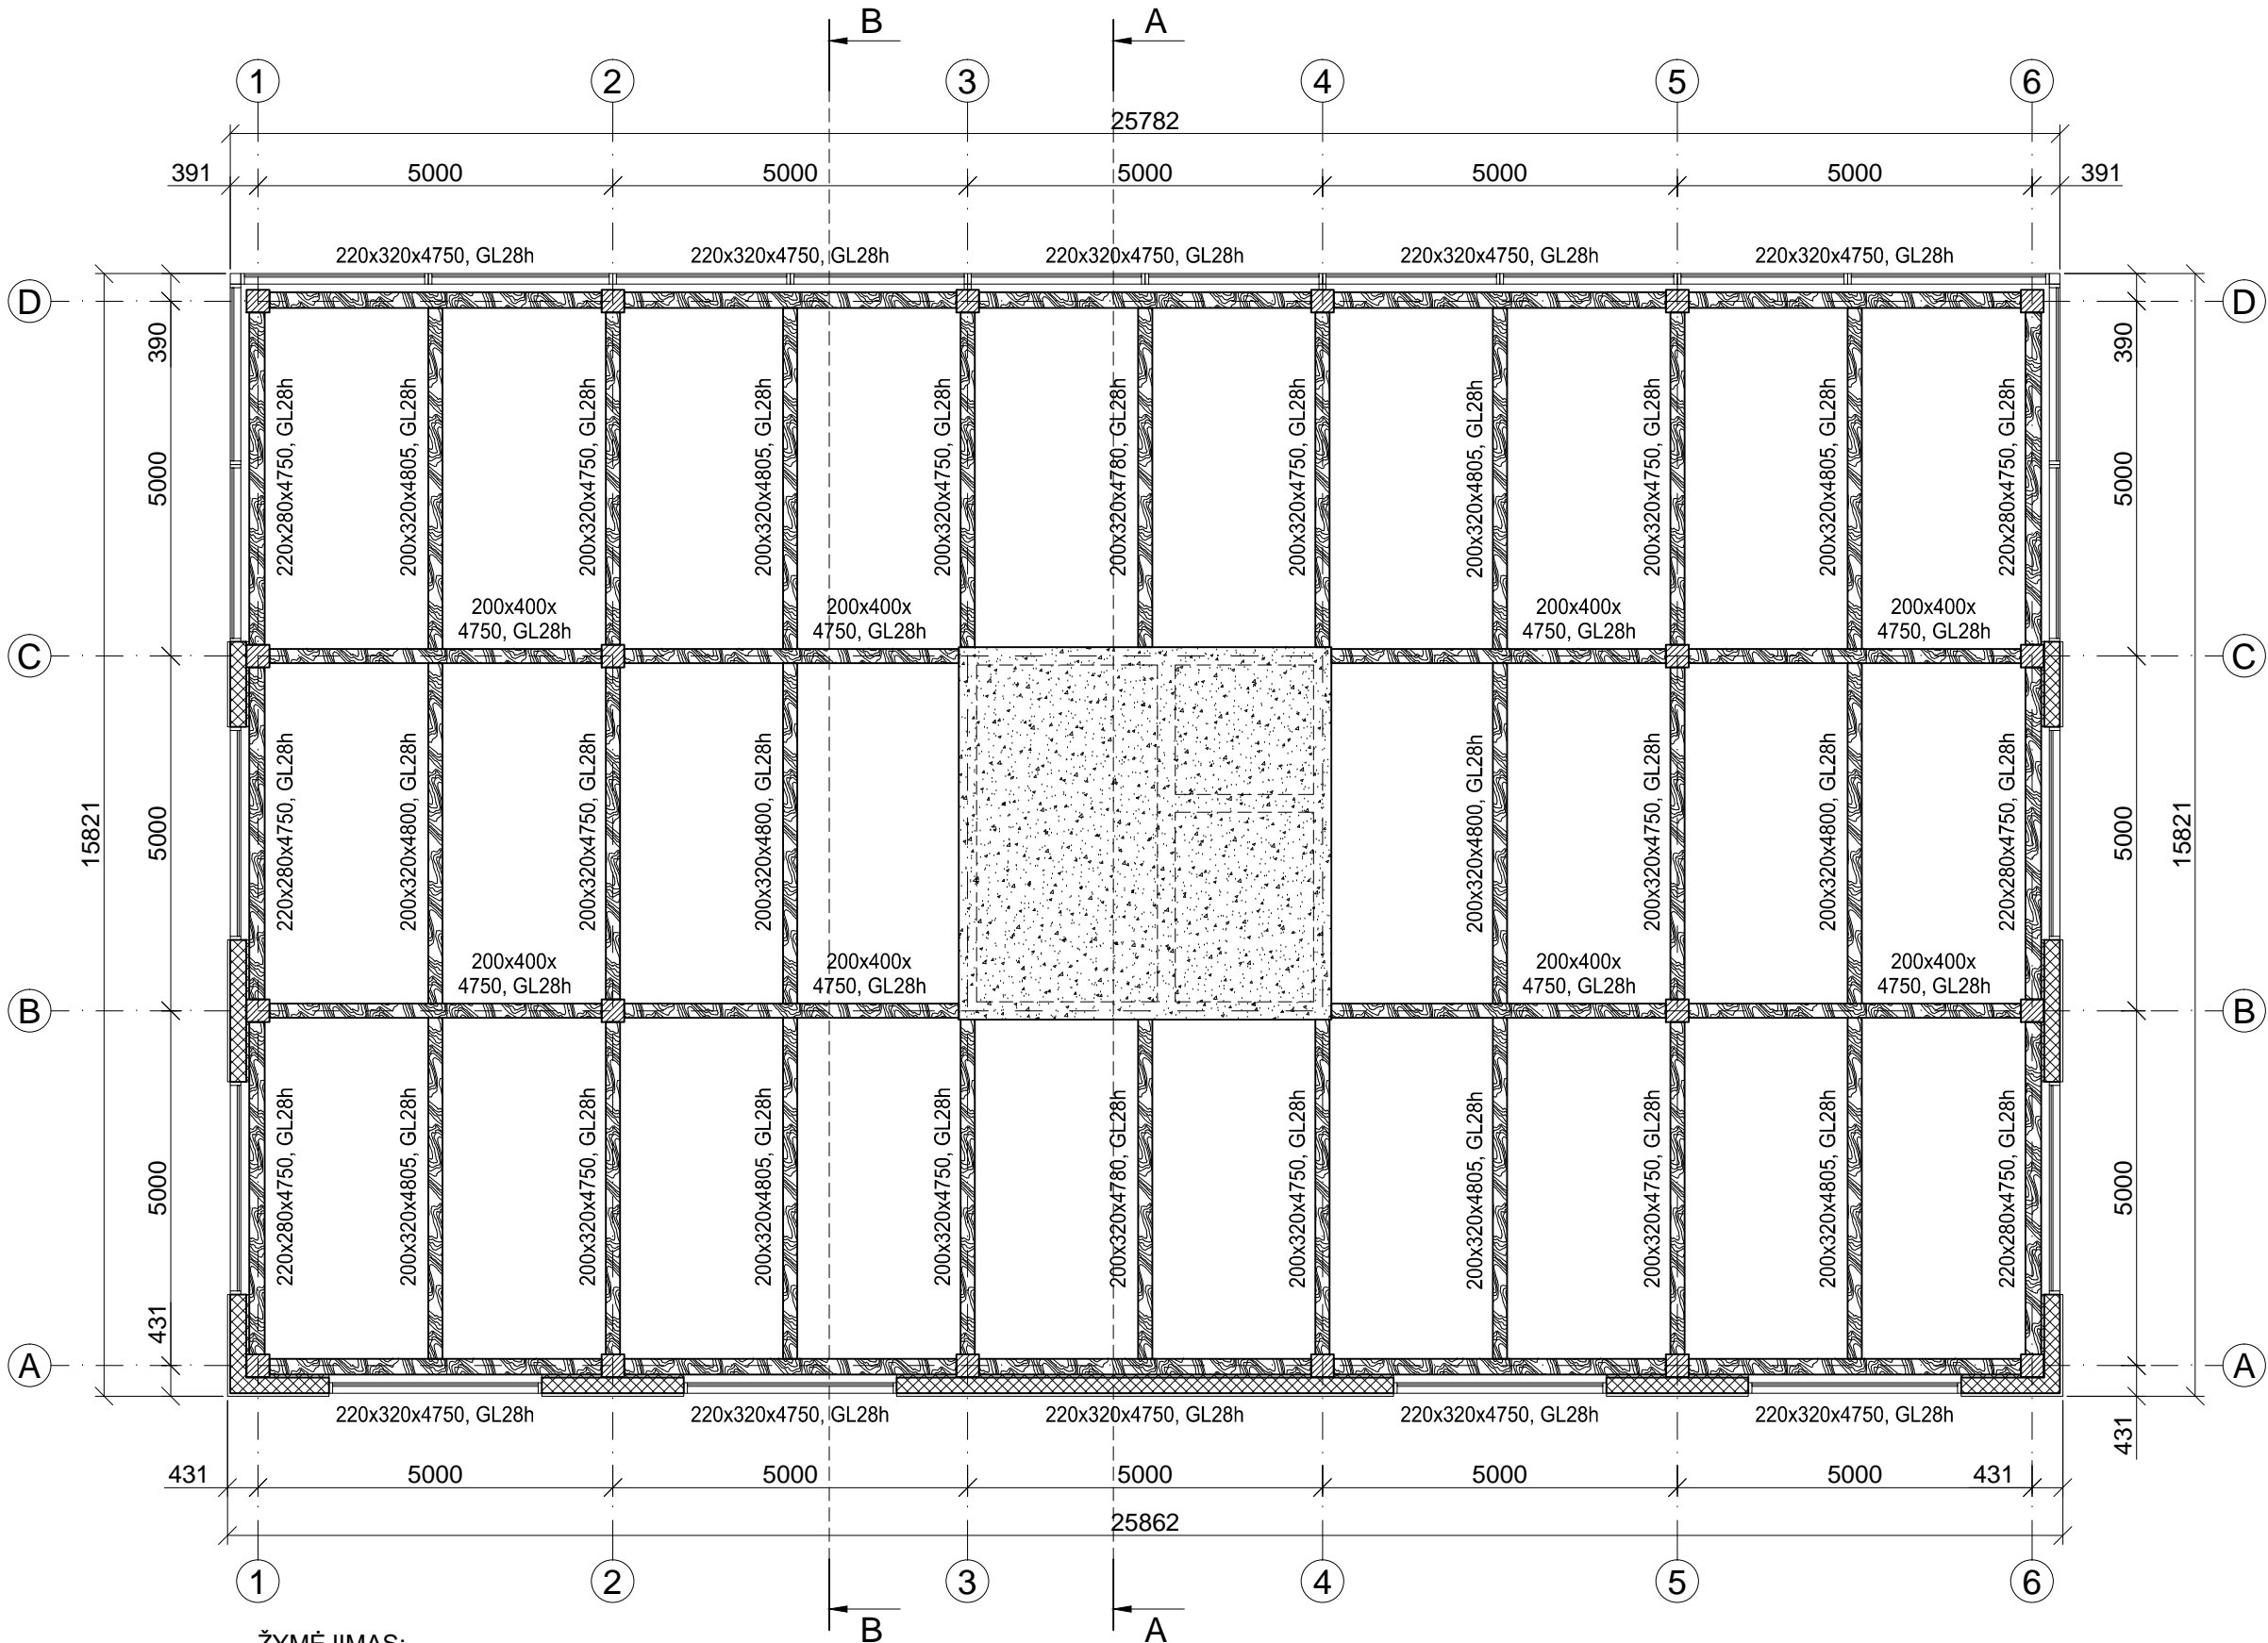 B A
1 2 3 4 5 6
25782
391 5000 5000 5000 5000 5000 391
220x320x4750, GL28h 220x320x4750, GL28h 220x320x4750, GL28h 220x320x4750, GL28h 220x320x4750, GL28h
D D
390 390
220x280x4750, GL28h 200x320x4805, GL28h 200x320x4750, GL28h 200x320x4805, GL28h 200x320x4750, GL28h 200x320x4780, GL28h 200x320x4750, GL28h 200x320x4805, GL28h 200x320x4750, GL28h 200x320x4805, GL28h 220x280x4750, GL28h
5000 5000
200x400x 200x400x 200x400x 200x400x
4750, GL28h 4750, GL28h 4750, GL28h 4750, GL28h
C C
220x280x4750, GL28h 200x320x4800, GL28h 200x320x4750, GL28h 200x320x4800, GL28h 200x320x4800, GL28h 200x320x4750, GL28h 200x320x4800, GL28h 220x280x4750, GL28h
15821 5000 5000 15821
200x400x 200x400x 200x400x 200x400x
4750, GL28h 4750, GL28h 4750, GL28h 4750, GL28h
B B
220x280x4750, GL28h 200x320x4805, GL28h 200x320x4750, GL28h 200x320x4805, GL28h 200x320x4750, GL28h 200x320x4780, GL28h 200x320x4750, GL28h 200x320x4805, GL28h 200x320x4750, GL28h 200x320x4805, GL28h 220x280x4750, GL28h
5000 5000
431
A A
220x320x4750, GL28h 220x320x4750, GL28h 220x320x4750, GL28h 220x320x4750, GL28h 220x320x4750, GL28h
431
431 5000 5000 5000 5000 5000 431
25862
1 2 3 4 5 6
B A
ŽYMĖJIMAS: